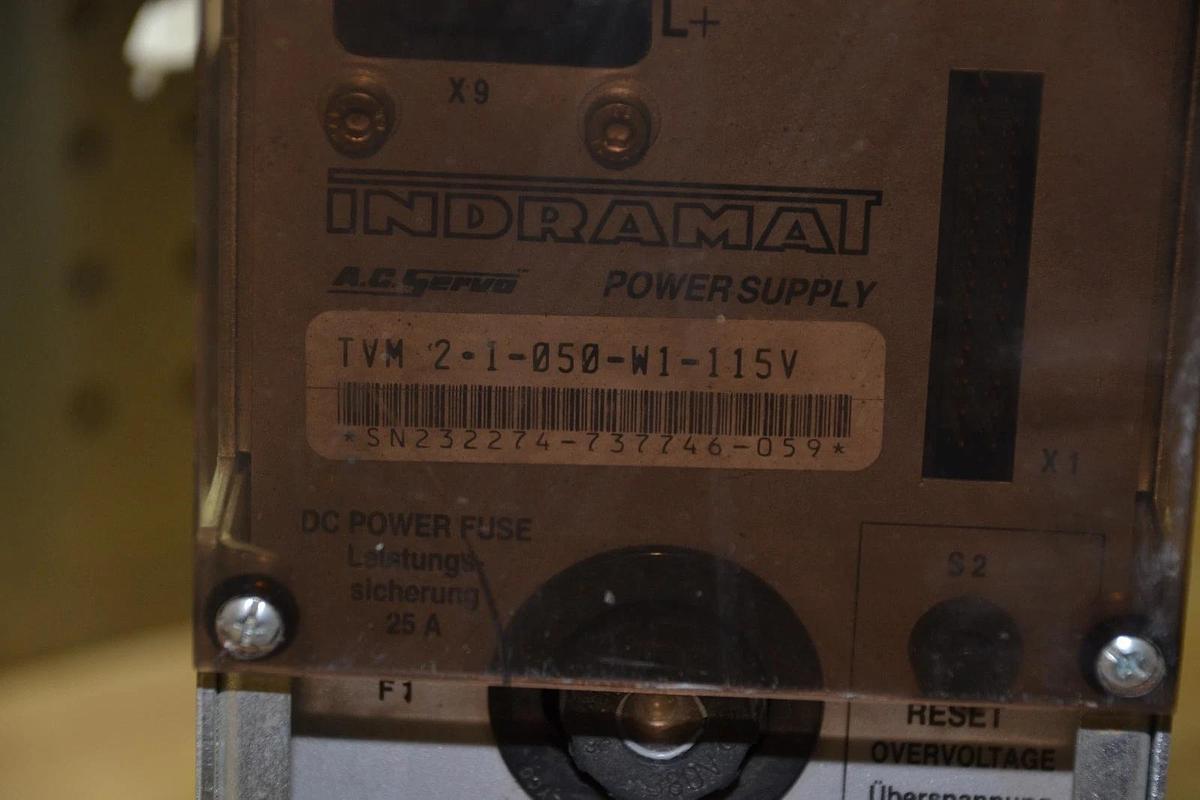 L+
X9
INDRAMAT
A.C. Servo POWER SUPPLY
TVM 2·1-050-W1-115V
*SN232274-737746-059*
X1
DC POWER FUSE
Leistungs-
sicherung
25 A
F1
S2
RESET
OVERVOLTAGE
Überspannung